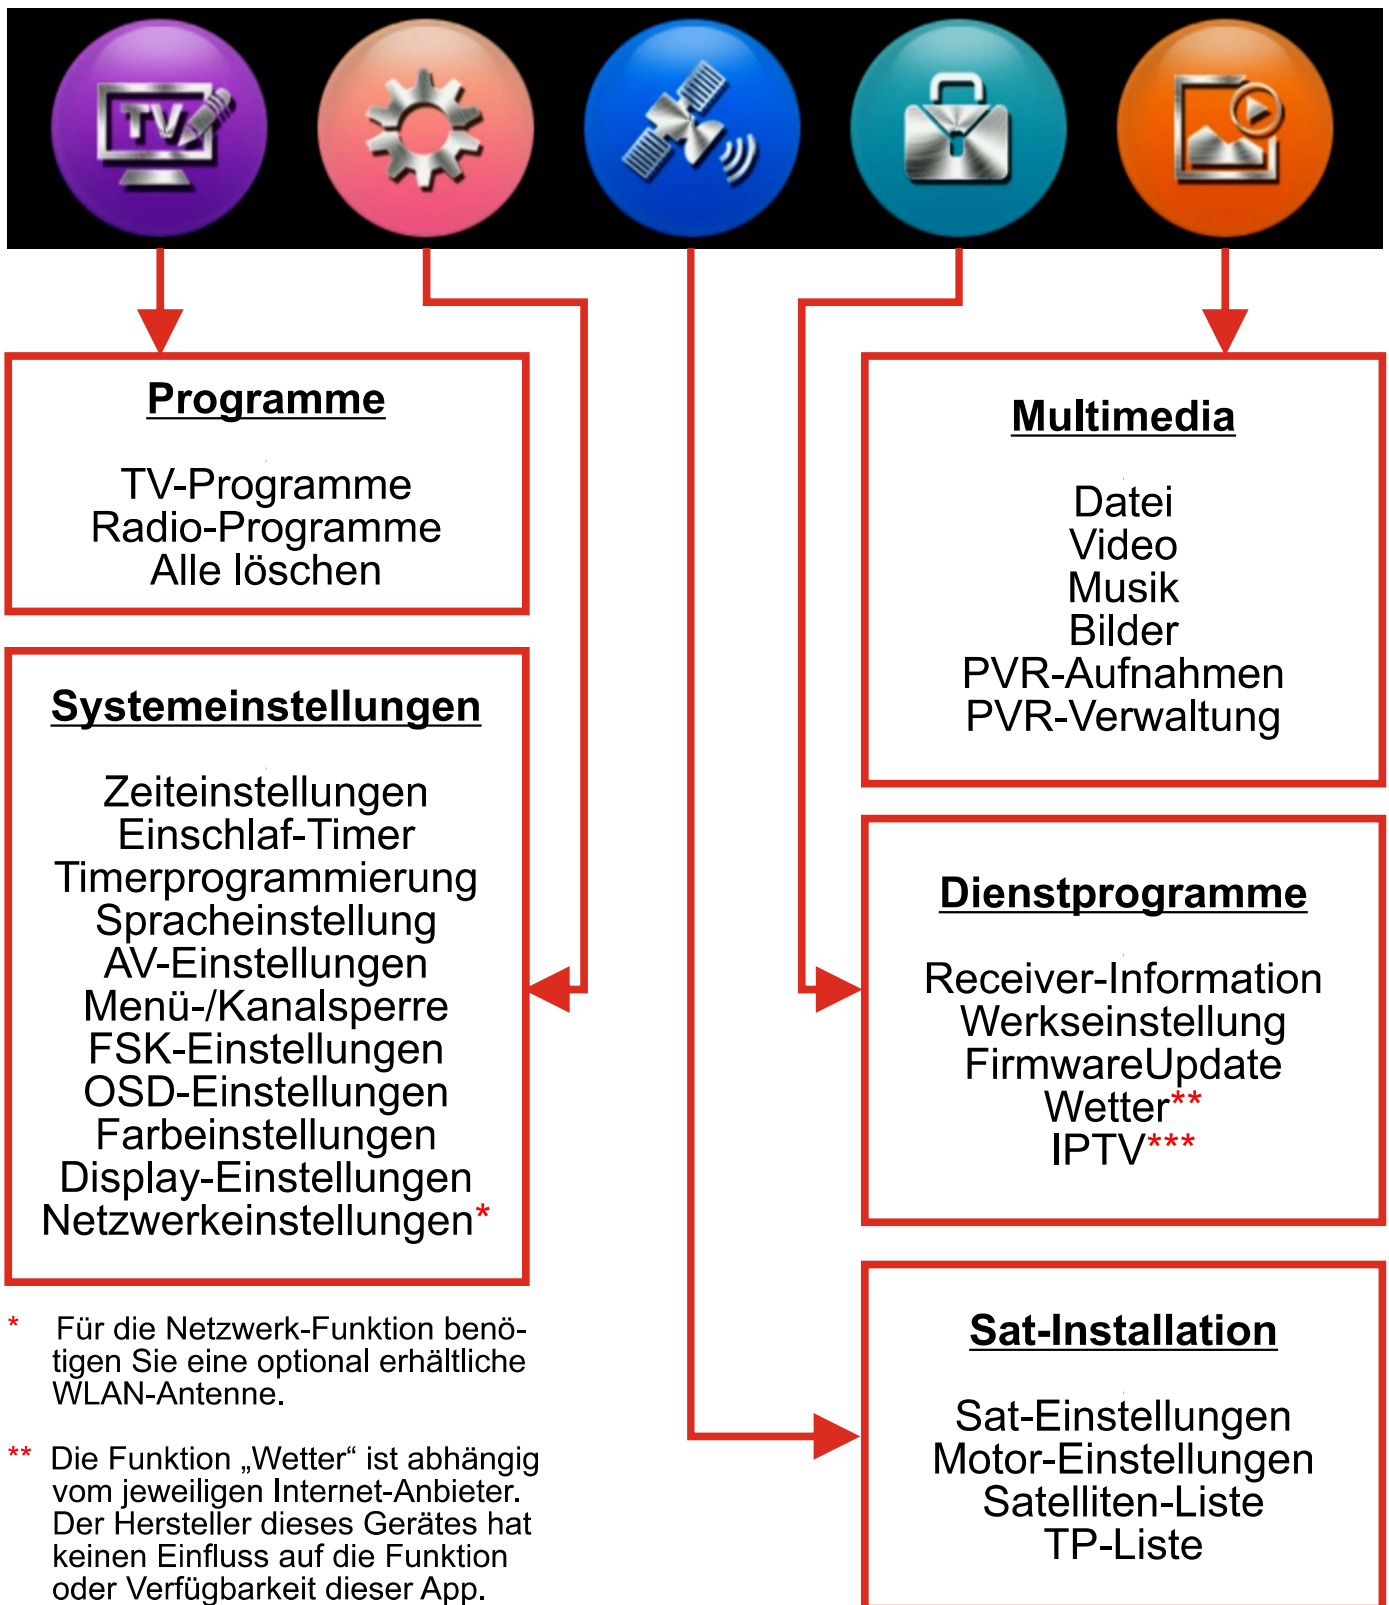 TV
Programme
TV-Programme
Radio-Programme
Alle löschen
Systemeinstellungen
Zeiteinstellungen
Einschlaf-Timer
Timerprogrammierung
Spracheinstellung
AV-Einstellungen
Menü-/Kanalsperre
FSK-Einstellungen
OSD-Einstellungen
Farbeinstellungen
Display-Einstellungen
Netzwerkeinstellungen*
* Für die Netzwerk-Funktion benö-
tigen Sie eine optional erhältliche
WLAN-Antenne.
** Die Funktion „Wetter“ ist abhängig
vom jeweiligen Internet-Anbieter.
Der Hersteller dieses Gerätes hat
keinen Einfluss auf die Funktion
oder Verfügbarkeit dieser App.
Multimedia
Datei
Video
Musik
Bilder
PVR-Aufnahmen
PVR-Verwaltung
Dienstprogramme
Receiver-Information
Werkseinstellung
FirmwareUpdate
Wetter**
IPTV***
Sat-Installation
Sat-Einstellungen
Motor-Einstellungen
Satelliten-Liste
TP-Liste